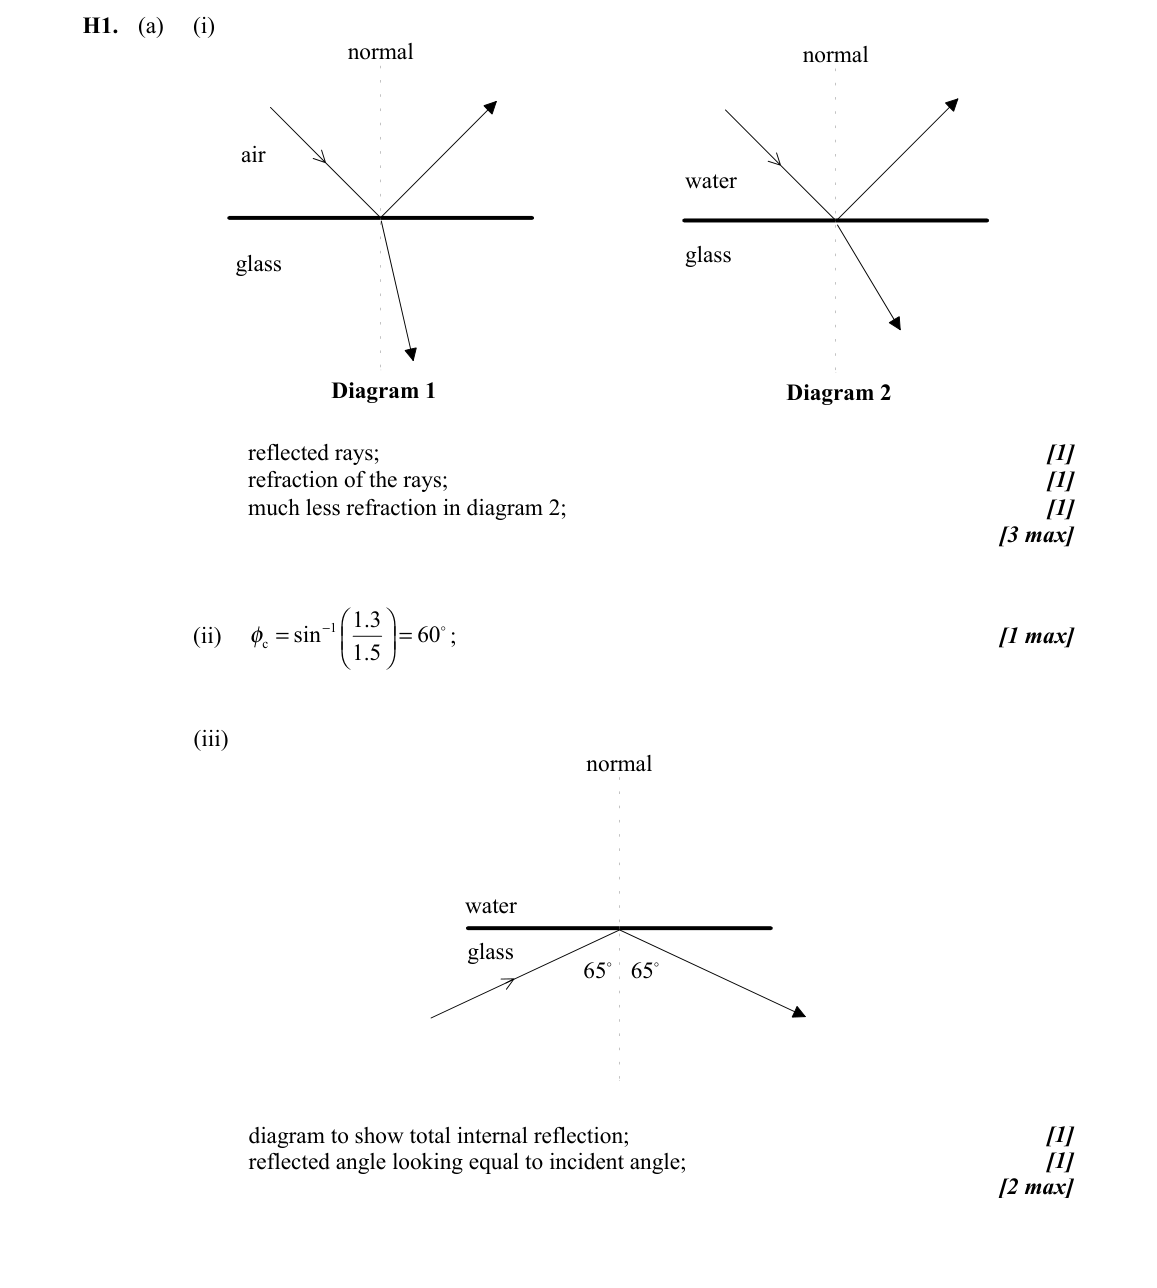 H1. (a) (i)
normal
normal
air
water
glass
glass
Diagram 1
Diagram 2
reflected rays; [1]
refraction of the rays; [1]
much less refraction in diagram 2; [1]
[3 max]
(ii) ϕc = sin⁻¹(1.3/1.5) = 60°; [1 max]
(iii)
normal
water
glass
65° 65°
diagram to show total internal reflection; [1]
reflected angle looking equal to incident angle; [1]
[2 max]